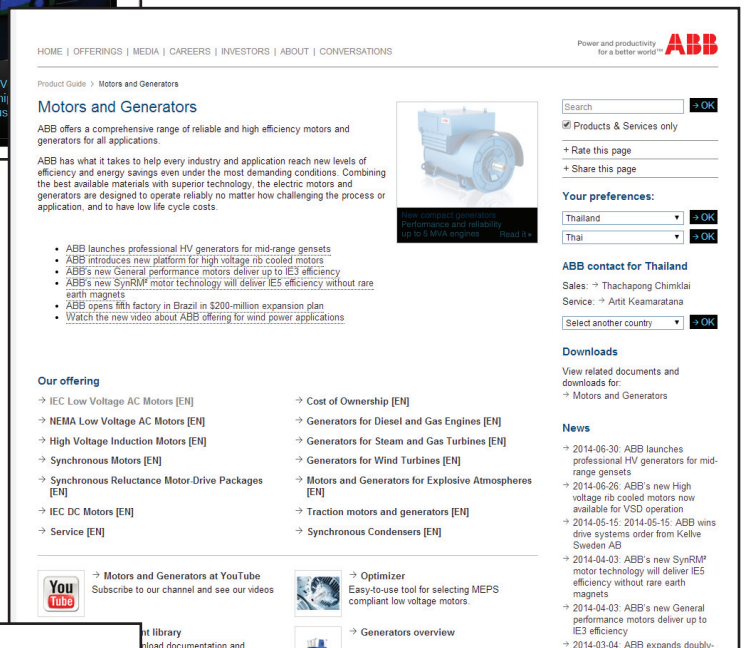 HOME | OFFERINGS | MEDIA | CAREERS | INVESTORS | ABOUT | CONVERSATIONS
Power and productivity
for a better world™ ABB
Product Guide > Motors and Generators
Motors and Generators
ABB offers a comprehensive range of reliable and high efficiency motors and
generators for all applications.
ABB has what it takes to help every industry and application reach new levels of
efficiency and energy savings even under the most demanding conditions. Combining
the best available materials with superior technology, the electric motors and
generators are designed to operate reliably no matter how challenging the process or
application, and to have low life cycle costs.
New compact generators
Performance and reliability
up to 5 MVA engines Read it
• ABB launches professional HV generators for mid-range gensets
• ABB introduces new platform for high voltage rib cooled motors
• ABB's new General performance motors deliver up to IE3 efficiency
• ABB's new SynRM² motor technology will deliver IE5 efficiency without rare
earth magnets
• ABB opens fifth factory in Brazil in $200-million expansion plan
• Watch the new video about ABB offering for wind power applications
Our offering
→ IEC Low Voltage AC Motors [EN]
→ NEMA Low Voltage AC Motors [EN]
→ High Voltage Induction Motors [EN]
→ Synchronous Motors [EN]
→ Synchronous Reluctance Motor-Drive Packages
[EN]
→ IEC DC Motors [EN]
→ Service [EN]
→ Cost of Ownership [EN]
→ Generators for Diesel and Gas Engines [EN]
→ Generators for Steam and Gas Turbines [EN]
→ Generators for Wind Turbines [EN]
→ Motors and Generators for Explosive Atmospheres
[EN]
→ Traction motors and generators [EN]
→ Synchronous Condensers [EN]
You
Tube
→ Motors and Generators at YouTube
Subscribe to our channel and see our videos
→ Optimizer
Easy-to-use tool for selecting MEPS
compliant low voltage motors.
library
documentation and
→ Generators overview
Search → OK
Products & Services only
+ Rate this page
+ Share this page
Your preferences:
Thailand → OK
Thai → OK
ABB contact for Thailand
Sales: → Thachapong Chimklai
Service: → Artit Keamaratana
Select another country → OK
Downloads
View related documents and
downloads for:
→ Motors and Generators
News
→ 2014-06-30: ABB launches
professional HV generators for mid-
range gensets
→ 2014-06-26: ABB's new High
voltage rib cooled motors now
available for VSD operation
→ 2014-05-15: 2014-05-15: ABB wins
drive systems order from Kellve
Sweden AB
→ 2014-04-03: ABB's new SynRM²
motor technology will deliver IE5
efficiency without rare earth
magnets
→ 2014-04-03: ABB's new General
performance motors deliver up to
IE3 efficiency
→ 2014-03-04: ABB expands doubly-